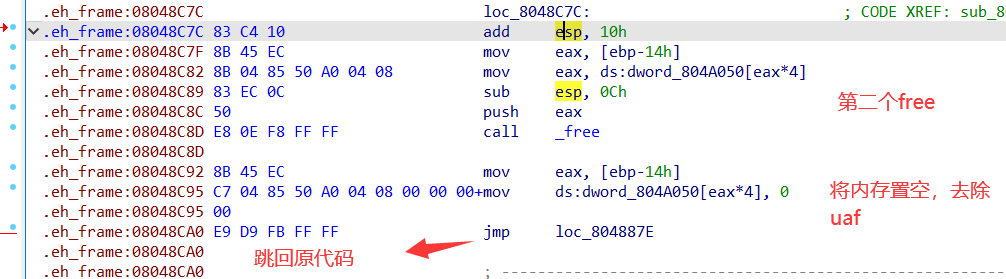 .eh_frame:08048C7C loc_8048C7C: ; CODE XREF: sub_8
.eh_frame:08048C7C 83 C4 10 add esp, 10h
.eh_frame:08048C7F 8B 45 EC mov eax, [ebp-14h]
.eh_frame:08048C82 8B 04 85 50 A0 04 08 mov eax, ds:dword_804A050[eax*4]
.eh_frame:08048C89 83 EC 0C sub esp, 0Ch
.eh_frame:08048C8C 50 push eax
第二个free
.eh_frame:08048C8D E8 0E F8 FF FF call _free
.eh_frame:08048C8D
.eh_frame:08048C92 8B 45 EC mov eax, [ebp-14h]
.eh_frame:08048C95 C7 04 85 50 A0 04 08 00 00 00+mov ds:dword_804A050[eax*4], 0
将内存置空，去除
uaf
.eh_frame:08048C95 00
.eh_frame:08048CA0 E9 D9 FB FF FF jmp loc_804887E
.eh_frame:08048CA0
跳回原代码
.eh_frame:08048CA0 ; ---------------------------------------------------------------